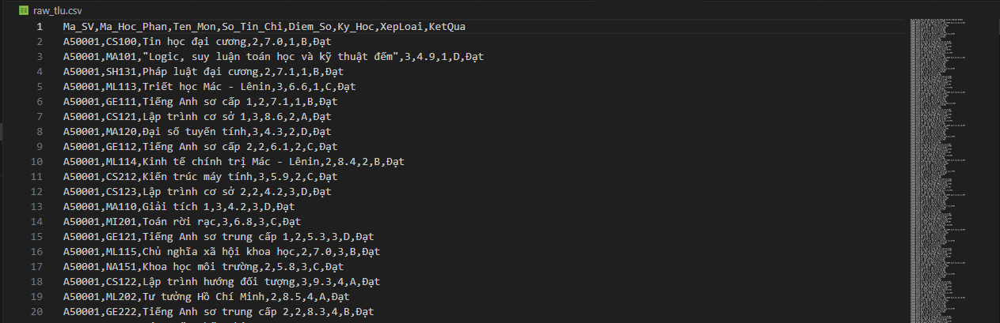 raw_tlu.csv
1 Ma_SV,Ma_Hoc_Phan,Ten_Mon,So_Tin_Chi,Diem_So,Ky_Hoc,XepLoai,KetQua
2 A50001,CS100,Tin học đại cương,2,7.0,1,B,Đạt
3 A50001,MA101,"Logic, suy luận toán học và kỹ thuật đếm",3,4.9,1,D,Đạt
4 A50001,SH131,Pháp luật đại cương,2,7.1,1,B,Đạt
5 A50001,ML113,Triết học Mác - Lênin,3,6.6,1,C,Đạt
6 A50001,GE111,Tiếng Anh sơ cấp 1,2,7.1,1,B,Đạt
7 A50001,CS121,Lập trình cơ sở 1,3,8.6,2,A,Đạt
8 A50001,MA120,Đại số tuyến tính,3,4.3,2,D,Đạt
9 A50001,GE112,Tiếng Anh sơ cấp 2,2,6.1,2,C,Đạt
10 A50001,ML114,Kinh tế chính trị Mác - Lênin,2,8.4,2,B,Đạt
11 A50001,CS212,Kiến trúc máy tính,3,5.9,2,C,Đạt
12 A50001,CS123,Lập trình cơ sở 2,2,4.2,3,D,Đạt
13 A50001,MA110,Giải tích 1,3,4.2,3,D,Đạt
14 A50001,MI201,Toán rời rạc,3,6.8,3,C,Đạt
15 A50001,GE121,Tiếng Anh sơ trung cấp 1,2,5.3,3,D,Đạt
16 A50001,ML115,Chủ nghĩa xã hội khoa học,2,7.0,3,B,Đạt
17 A50001,NA151,Khoa học môi trường,2,5.8,3,C,Đạt
18 A50001,CS122,Lập trình hướng đối tượng,3,9.3,4,A,Đạt
19 A50001,ML202,Tư tưởng Hồ Chí Minh,2,8.5,4,A,Đạt
20 A50001,GE222,Tiếng Anh sơ trung cấp 2,2,8.3,4,B,Đạt